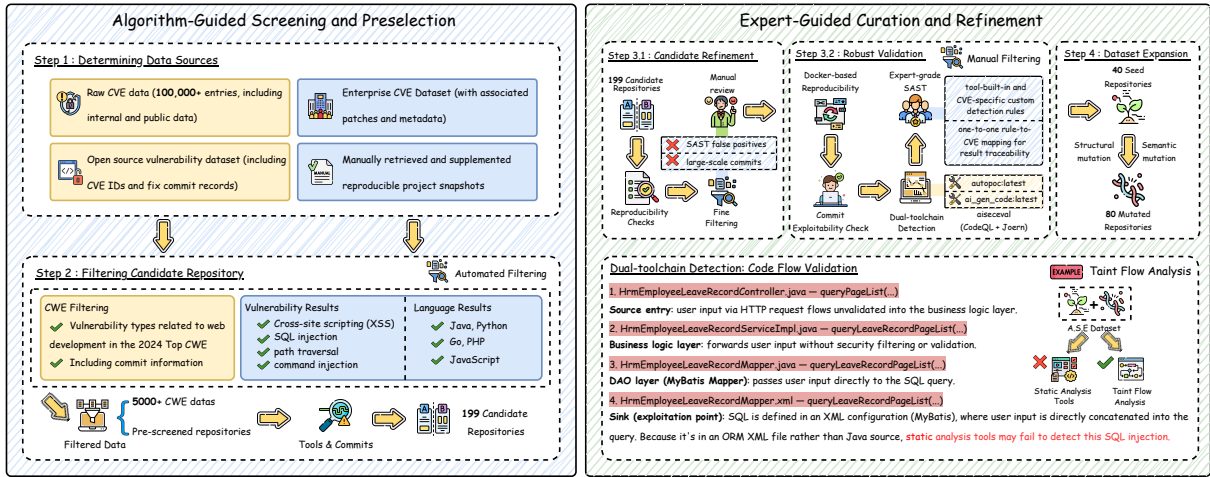 Algorithm-Guided Screening and Preselection
Step 1 : Determining Data Sources
Raw CVE data (100,000+ entries, including
internal and public data)
Enterprise CVE Dataset (with associated
patches and metadata)
Open source vulnerability dataset (including
CVE IDs and fix commit records)
MANUAL
Manually retrieved and supplemented
reproducible project snapshots
Step 2 : Filtering Candidate Repository
Automated Filtering
CWE Filtering
Vulnerability types related to web
development in the 2024 Top CWE
Including commit information
Vulnerability Results
Cross-site scripting (XSS)
SQL injection
path traversal
command injection
Language Results
Java, Python
Go, PHP
JavaScript
Filtered Data
5000+ CWE datas
Pre-screened repositories
Tools & Commits
A B
199 Candidate
Repositories
Expert-Guided Curation and Refinement
Step 3.1 : Candidate Refinement
199 Candidate
Repositories
A B
Manual
review
SAST false positives
large-scale commits
Reproducibility
Checks
Fine
Filtering
Step 3.2 : Robust Validation
Manual Filtering
Docker-based
Reproducibility
Expert-grade
SAST
tool-built-in and
CVE-specific custom
detection rules
one-to-one rule-to-
CVE mapping for
result traceability
Commit
Exploitability Check
Dual-toolchain
Detection
autopoc:latest
ai_gen_code:latest
aiseceval
(CodeQL + Joern)
Step 4 : Dataset Expansion
40 Seed
Repositories
Structural
mutation
Semantic
mutation
80 Mutated
Repositories
Dual-toolchain Detection: Code Flow Validation
1. HrmEmployeeLeaveRecordController.java — queryPageList(...)
Source entry: user input via HTTP request flows unvalidated into the business logic layer.
2. HrmEmployeeLeaveRecordServiceImpl.java — queryLeaveRecordPageList(...)
Business logic layer: forwards user input without security filtering or validation.
3. HrmEmployeeLeaveRecordMapper.java — queryLeaveRecordPageList(...)
DAO layer (MyBatis Mapper): passes user input directly to the SQL query.
4. HrmEmployeeLeaveRecordMapper.xml — queryLeaveRecordPageList(...)
Sink (exploitation point): SQL is defined in an XML configuration (MyBatis), where user input is directly concatenated into the
query. Because it's in an ORM XML file rather than Java source, static analysis tools may fail to detect this SQL injection.
EXAMPLE
Taint Flow Analysis
A.S.E Dataset
Static Analysis
Tools
Taint Flow
Analysis